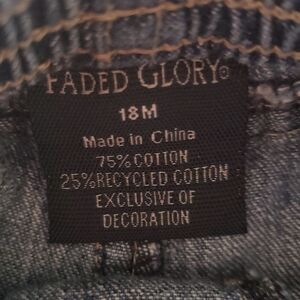 FADED GLORY®
18M
Made in China
75% COTTON
25%RECYCLED COTTON
EXCLUSIVE OF
DECORATION